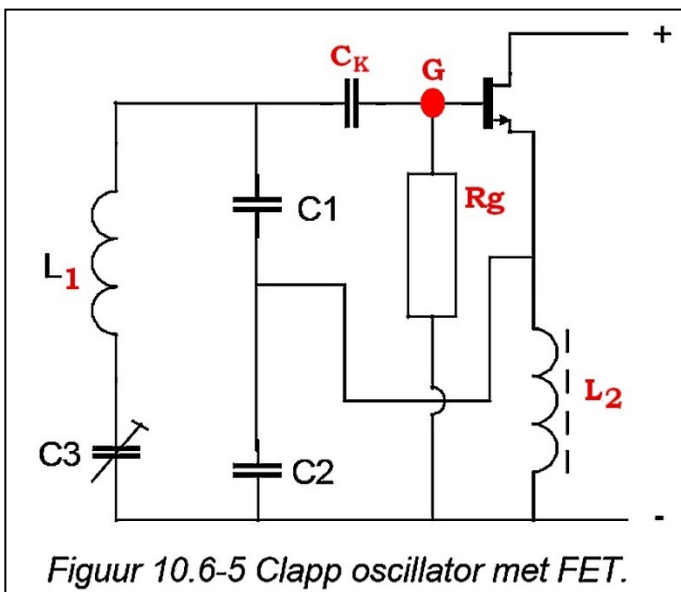 +
C_K
G
C1
Rg
L1
L2
C3
C2
-
Figuur 10.6-5 Clapp oscillator met FET.